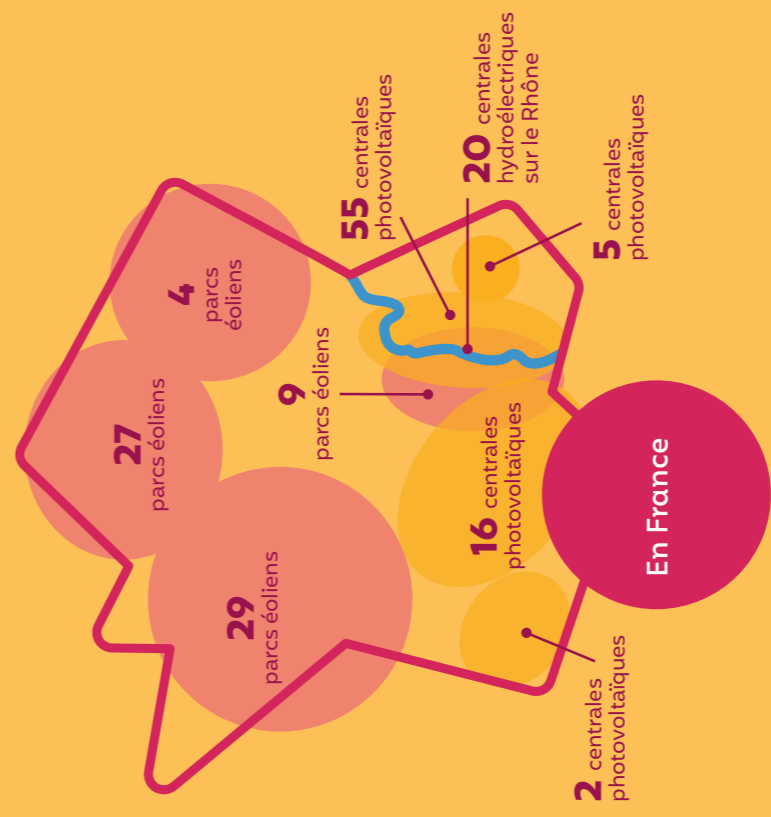 27
parcs éoliens
4
parcs
éoliens
29
parcs éoliens
9
parcs éoliens
55 centrales
photovoltaïques
20 centrales
hydroélectriques
sur le Rhône
16 centrales
photovoltaïques
5 centrales
photovoltaïques
2 centrales
photovoltaïques
En France